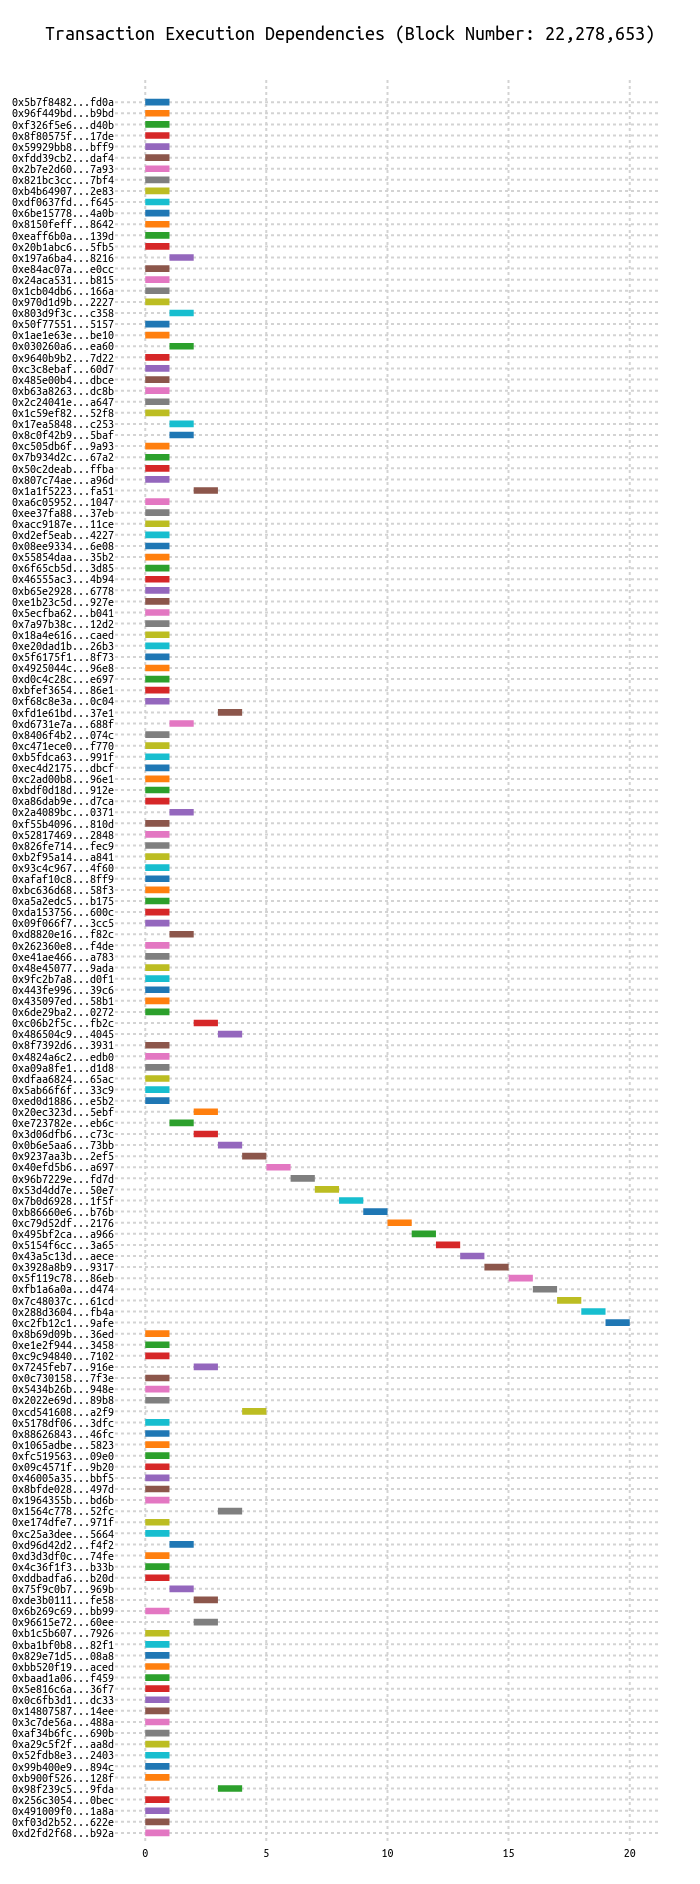 Transaction Execution Dependencies (Block Number: 22,278,653)
0x5b7f8482...fd0a
0x96f449bd...b9bd
0xf326f5e6...d40b
0x8f80575f...17de
0x59929bb8...bff9
0xfdd39cb2...daf4
0x2b7e2d60...7a93
0x821bc3cc...7bf4
0xb4b64907...2e83
0xdf0637fd...f645
0x6be15778...4a0b
0x8150feff...8642
0xeaff6b0a...139d
0x20b1abc6...5fb5
0x197a6ba4...8216
0xe84ac07a...e0cc
0x24aca531...b815
0x1cb04db6...166a
0x970d1d9b...2227
0x803d9f3c...c358
0x50f77551...5157
0x1ae1e63e...be10
0x030260a6...ea60
0x9640b9b2...7d22
0xc3c8ebaf...60d7
0x485e00b4...dbce
0xb63a8263...dc8b
0x2c24041e...a647
0x1c59ef82...52f8
0x17ea5848...c253
0x8c0f42b9...5baf
0xc505db6f...9a93
0x7b934d2c...67a2
0x50c2deab...ffba
0x807c74ae...a96d
0x1a1f5223...fa51
0xa6c05952...1047
0xee37fa88...37eb
0xacc9187e...11ce
0xd2ef5eab...4227
0x08ee9334...6e08
0x55854daa...35b2
0x6f65cb5d...3d85
0x46555ac3...4b94
0xb65e2928...6778
0xe1b23c5d...927e
0x5ecfba62...b041
0x7a97b38c...12d2
0x18a4e616...caed
0xe20dad1b...26b3
0x5f6175f1...8f73
0x4925044c...96e8
0xd0c4c28c...e697
0xbfef3654...86e1
0xf68c8e3a...0c04
0xfd1e61bd...37e1
0xd6731e7a...688f
0x8406f4b2...074c
0xc471ece0...f770
0xb5fdca63...991f
0xec4d2175...dbcf
0xc2ad00b8...96e1
0xbdf0d18d...912e
0xa86dab9e...d7ca
0x2a4089bc...0371
0xf55b4096...810d
0x52817469...2848
0x826fe714...fec9
0xb2f95a14...a841
0x93c4c967...4f60
0xafaf10c8...8ff9
0xbc636d68...58f3
0xa5a2edc5...b175
0xda153756...600c
0x09f066f7...3cc5
0xd8820e16...f82c
0x262360e8...f4de
0xe41ae466...a783
0x48e45077...9ada
0x9fc2b7a8...d0f1
0x443fe996...39c6
0x435097ed...58b1
0x6de29ba2...0272
0xc06b2f5c...fb2c
0x486504c9...4045
0x8f7392d6...3931
0x4824a6c2...edb0
0xa09a8fe1...d1d8
0xdfaa6824...65ac
0x5ab66f6f...33c9
0xed0d1886...e5b2
0x20ec323d...5ebf
0xe723782e...eb6c
0x3d06dfb6...c73c
0x0b6e5aa6...73bb
0x9237aa3b...2ef5
0x40efd5b6...a697
0x96b7229e...fd7d
0x53d4dd7e...50e7
0x7b0d6928...1f5f
0xb86660e6...b76b
0xc79d52df...2176
0x495bf2ca...a966
0x5154f6cc...3a65
0x43a5c13d...aece
0x3928a8b9...9317
0x5f119c78...86eb
0xfb1a6a0a...d474
0x7c48037c...61cd
0x288d3604...fb4a
0xc2fb12c1...9afe
0x8b69d09b...36ed
0xe1e2f944...3458
0xc9c94840...7102
0x7245feb7...916e
0x0c730158...7f3e
0x5434b26b...948e
0x2022e69d...89b8
0xcd541608...a2f9
0x5178df06...3dfc
0x88626843...46fc
0x1065adbe...5823
0xfc519563...09e0
0x09c4571f...9b20
0x46005a35...bbf5
0x8bfde028...497d
0x1964355b...bd6b
0x1564c778...52fc
0xe174dfe7...971f
0xc25a3dee...5664
0xd96d42d2...f4f2
0xd3d3df0c...74fe
0x4c36f1f3...b33b
0xddbadfa6...b20d
0x75f9c0b7...969b
0xde3b0111...fe58
0x6b269c69...bb99
0x96615e72...60ee
0xb1c5b607...7926
0xba1bf0b8...82f1
0x829e71d5...08a8
0xbb520f19...aced
0xbaad1a06...f459
0x5e816c6a...36f7
0x0c6fb3d1...dc33
0x14807587...14ee
0x3c7de56a...488a
0xaf34b6fc...690b
0xa29c5f2f...aa8d
0x52fdb8e3...2403
0x99b400e9...894c
0xb900f526...128f
0x98f239c5...9fda
0x256c3054...0bec
0x491009f0...1a8a
0xf03d2b52...622e
0xd2fd2f68...b92a
0 5 10 15 20